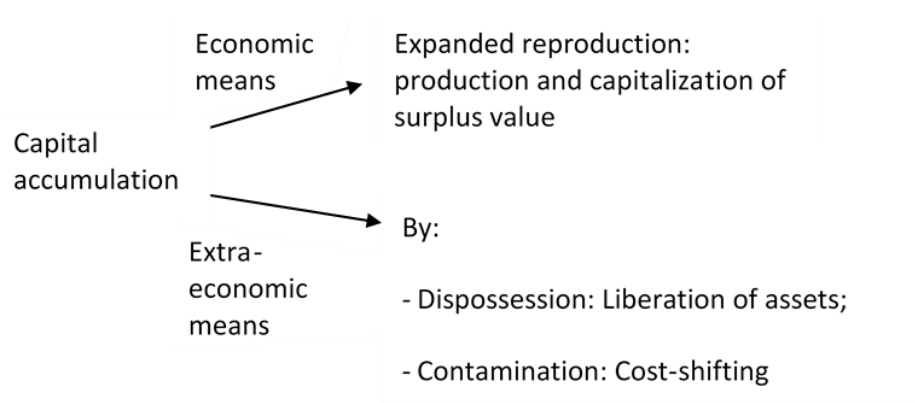 Capital
accumulation
Economic
means
Expanded reproduction:
production and capitalization of
surplus value
Extra-
economic
means
By:
- Dispossession: Liberation of assets;
- Contamination: Cost-shifting